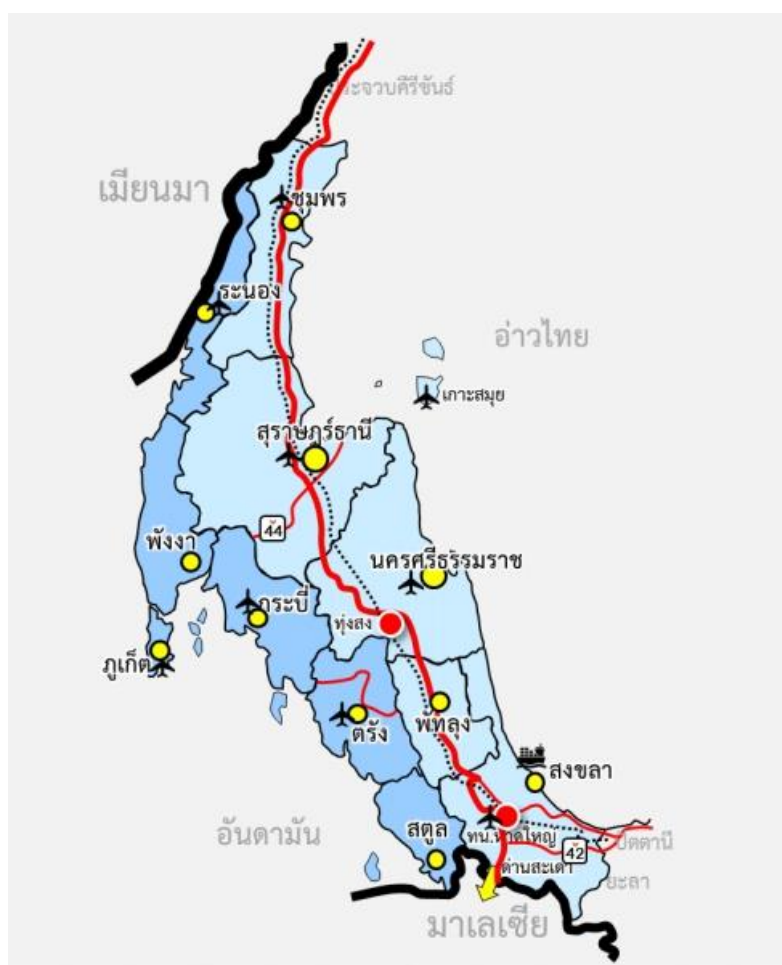 ประจวบคีรีขันธ์
เมียนมา
ชุมพร
ระนอง
อ่าวไทย
เกาะสมุย
สุราษฎร์ธานี
44
พังงา
นครศรีธรรมราช
กระบี่
ทุ่งสง
ภูเก็ต
ตรัง
พัทลุง
สงขลา
อันดามัน
สตูล
ทน.หาดใหญ่
42
ปัตตานี
ด่านสะเดา
ยะลา
มาเลเซีย